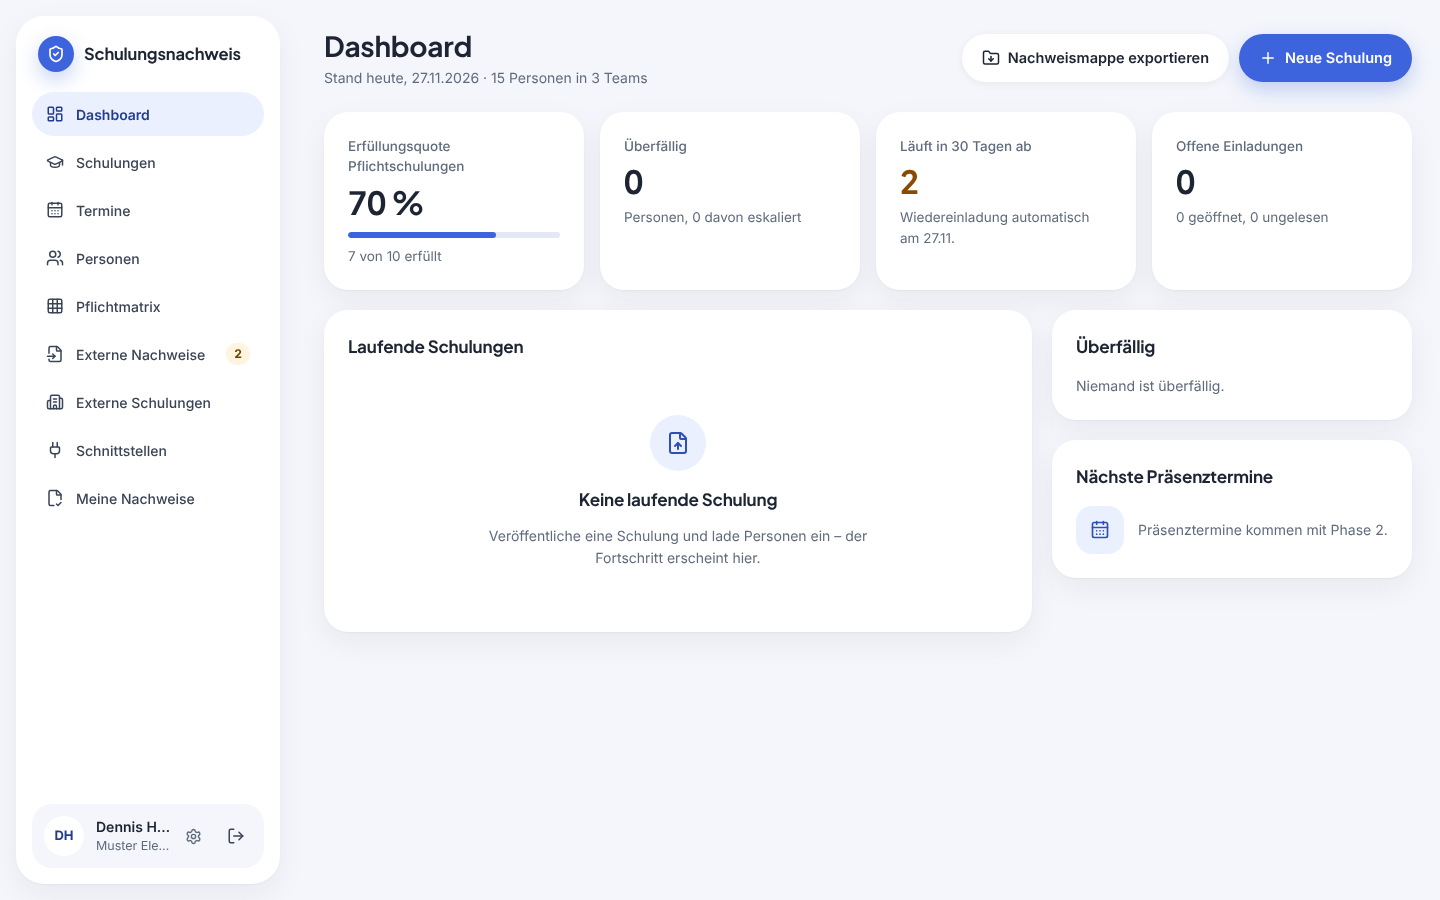 Schulungsnachweis
Dashboard
Schulungen
Termine
Personen
Pflichtmatrix
Externe Nachweise 2
Externe Schulungen
Schnittstellen
Meine Nachweise
DH
Dennis H...
Muster Ele...
Dashboard
Stand heute, 27.11.2026 · 15 Personen in 3 Teams
Nachweismappe exportieren
Neue Schulung
Erfüllungsquote
Pflichtschulungen
70 %
7 von 10 erfüllt
Überfällig
0
Personen, 0 davon eskaliert
Läuft in 30 Tagen ab
2
Wiedereinladung automatisch
am 27.11.
Offene Einladungen
0
0 geöffnet, 0 ungelesen
Laufende Schulungen
Keine laufende Schulung
Veröffentliche eine Schulung und lade Personen ein – der
Fortschritt erscheint hier.
Überfällig
Niemand ist überfällig.
Nächste Präsenztermine
Präsenztermine kommen mit Phase 2.